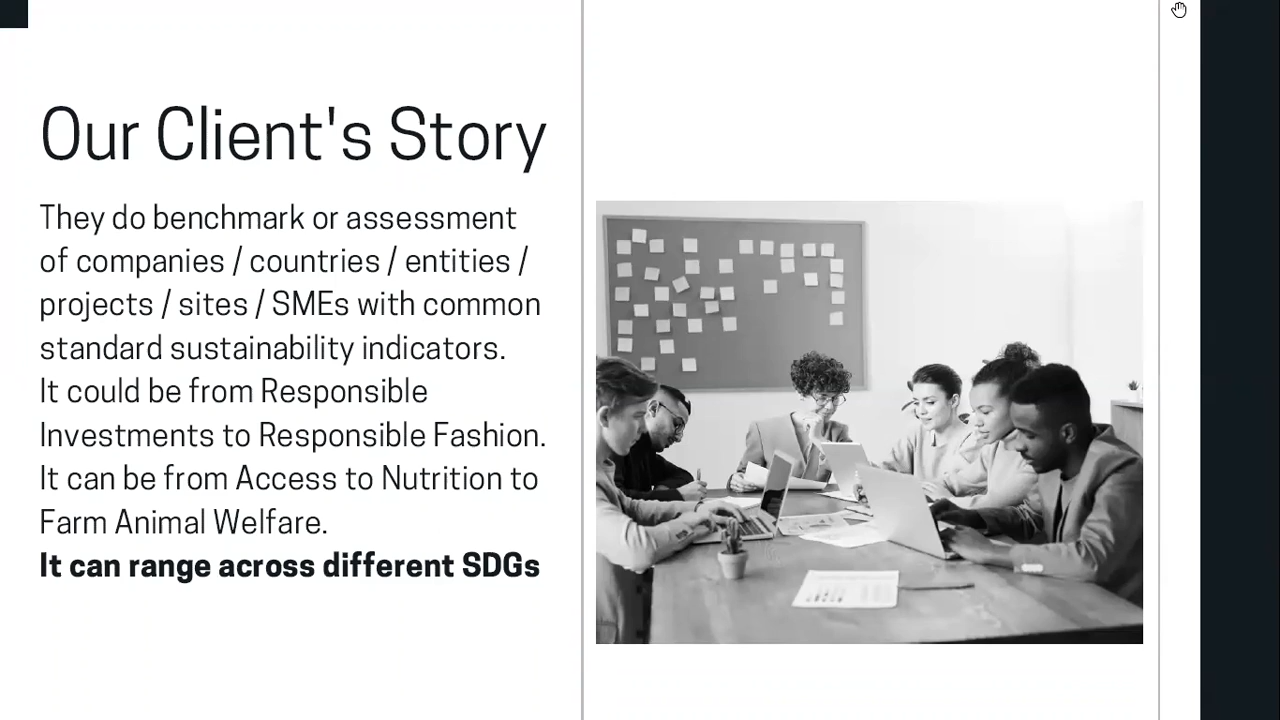 Our Client's Story
They do benchmark or assessment
of companies / countries / entities /
projects / sites / SMEs with common
standard sustainability indicators.
It could be from Responsible
Investments to Responsible Fashion.
It can be from Access to Nutrition to
Farm Animal Welfare.
It can range across different SDGs